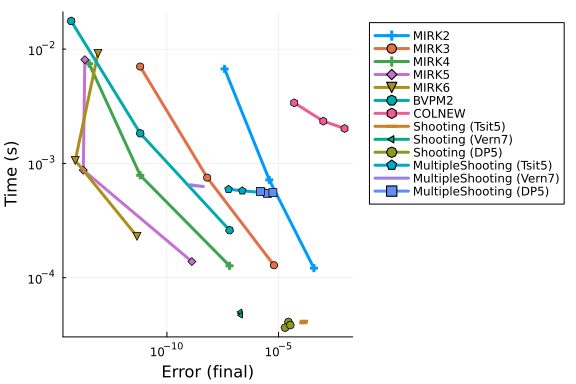 MIRK2
MIRK3
MIRK4
MIRK5
MIRK6
BVPM2
COLNEW
Shooting (Tsit5)
Shooting (Vern7)
Shooting (DP5)
MultipleShooting (Tsit5)
MultipleShooting (Vern7)
MultipleShooting (DP5)
Time (s)
10⁻²
10⁻³
10⁻⁴
10⁻¹⁰ 10⁻⁵
Error (final)